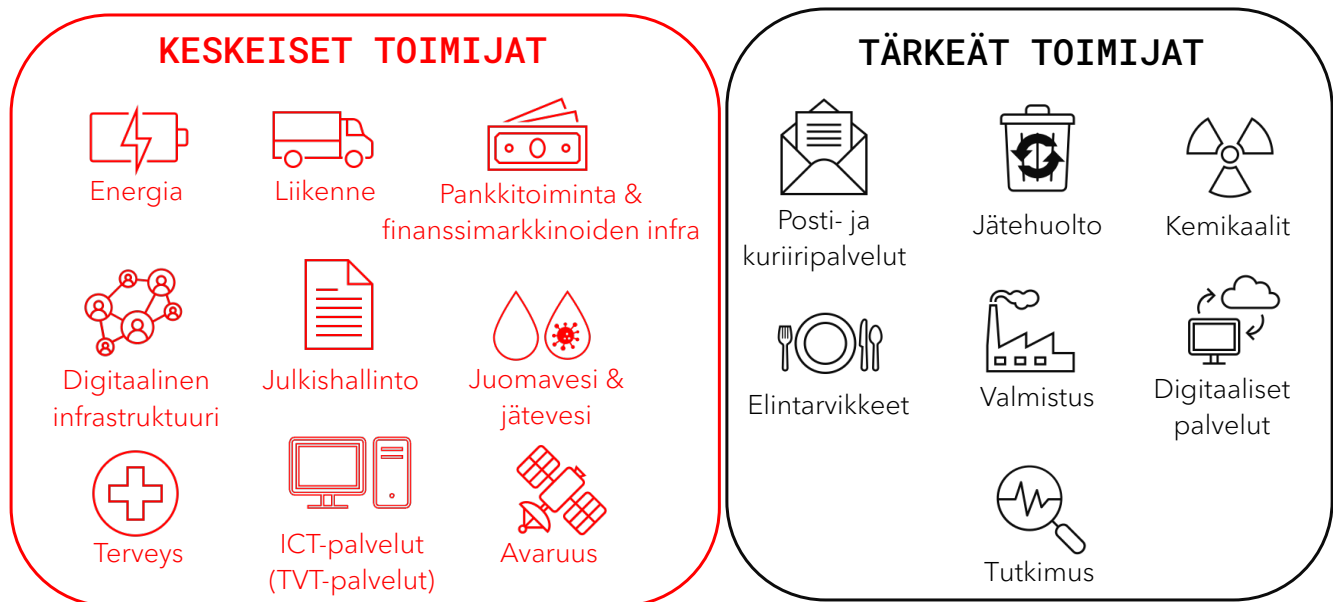 KESKEISET TOIMIJAT
Energia
Liikenne
Pankkitoiminta &
finanssimarkkinoiden infra
Digitaalinen
infrastruktuuri
Julkishallinto
Juomavesi &
jätevesi
Terveys
ICT-palvelut
(TVT-palvelut)
Avaruus
TÄRKEÄT TOIMIJAT
Posti- ja
kuriiripalvelut
Jätehuolto
Kemikaalit
Elintarvikkeet
Valmistus
Digitaaliset
palvelut
Tutkimus